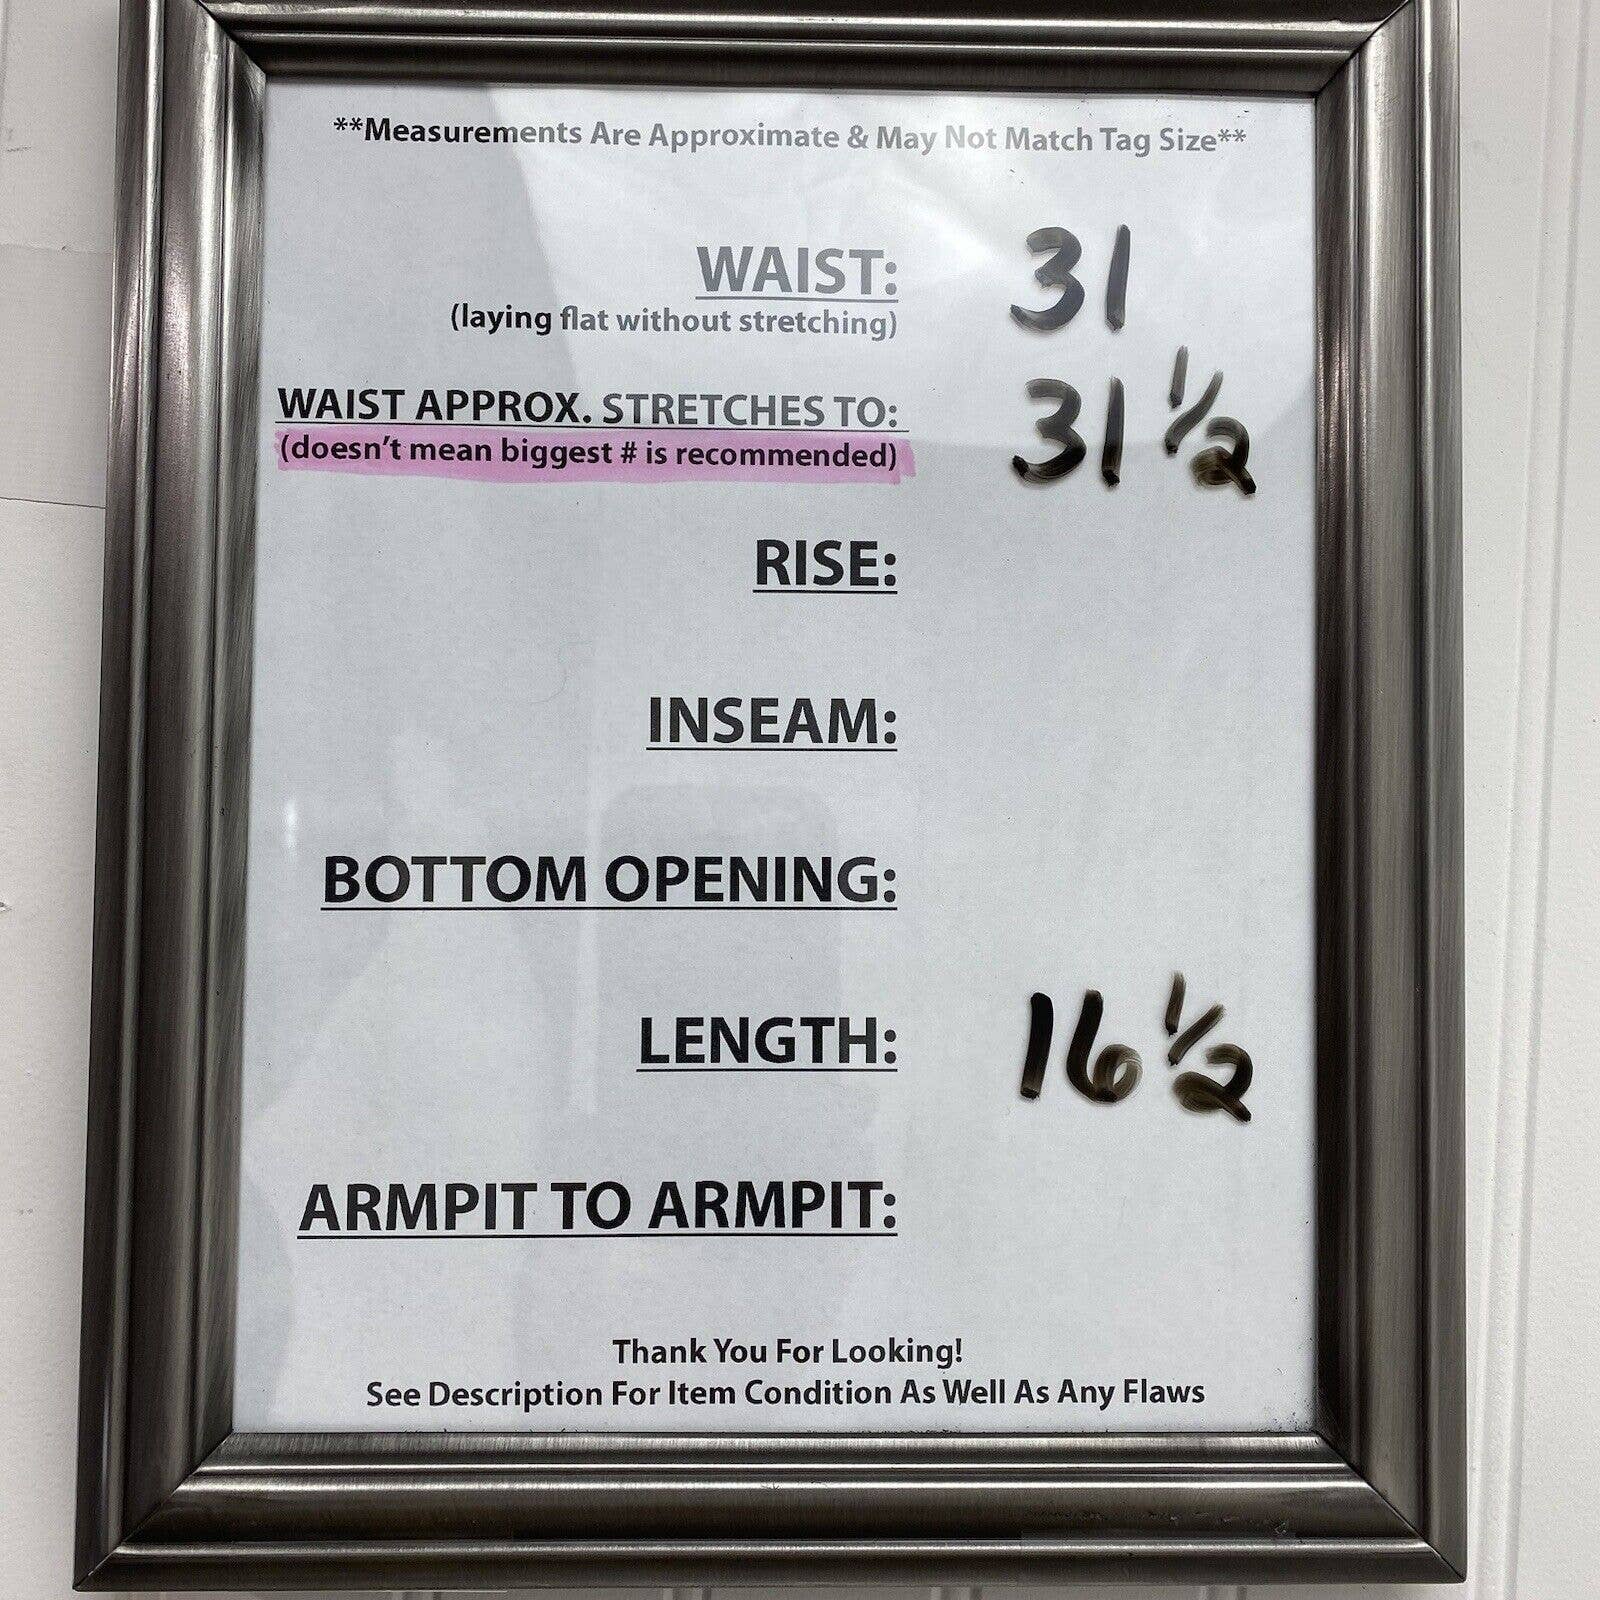 **Measurements Are Approximate & May Not Match Tag Size**
WAIST: 31
(laying flat without stretching)
WAIST APPROX. STRETCHES TO: 31 1/2
(doesn't mean biggest # is recommended)
RISE:
INSEAM:
BOTTOM OPENING:
LENGTH: 16 1/2
ARMPIT TO ARMPIT:
Thank You For Looking!
See Description For Item Condition As Well As Any Flaws